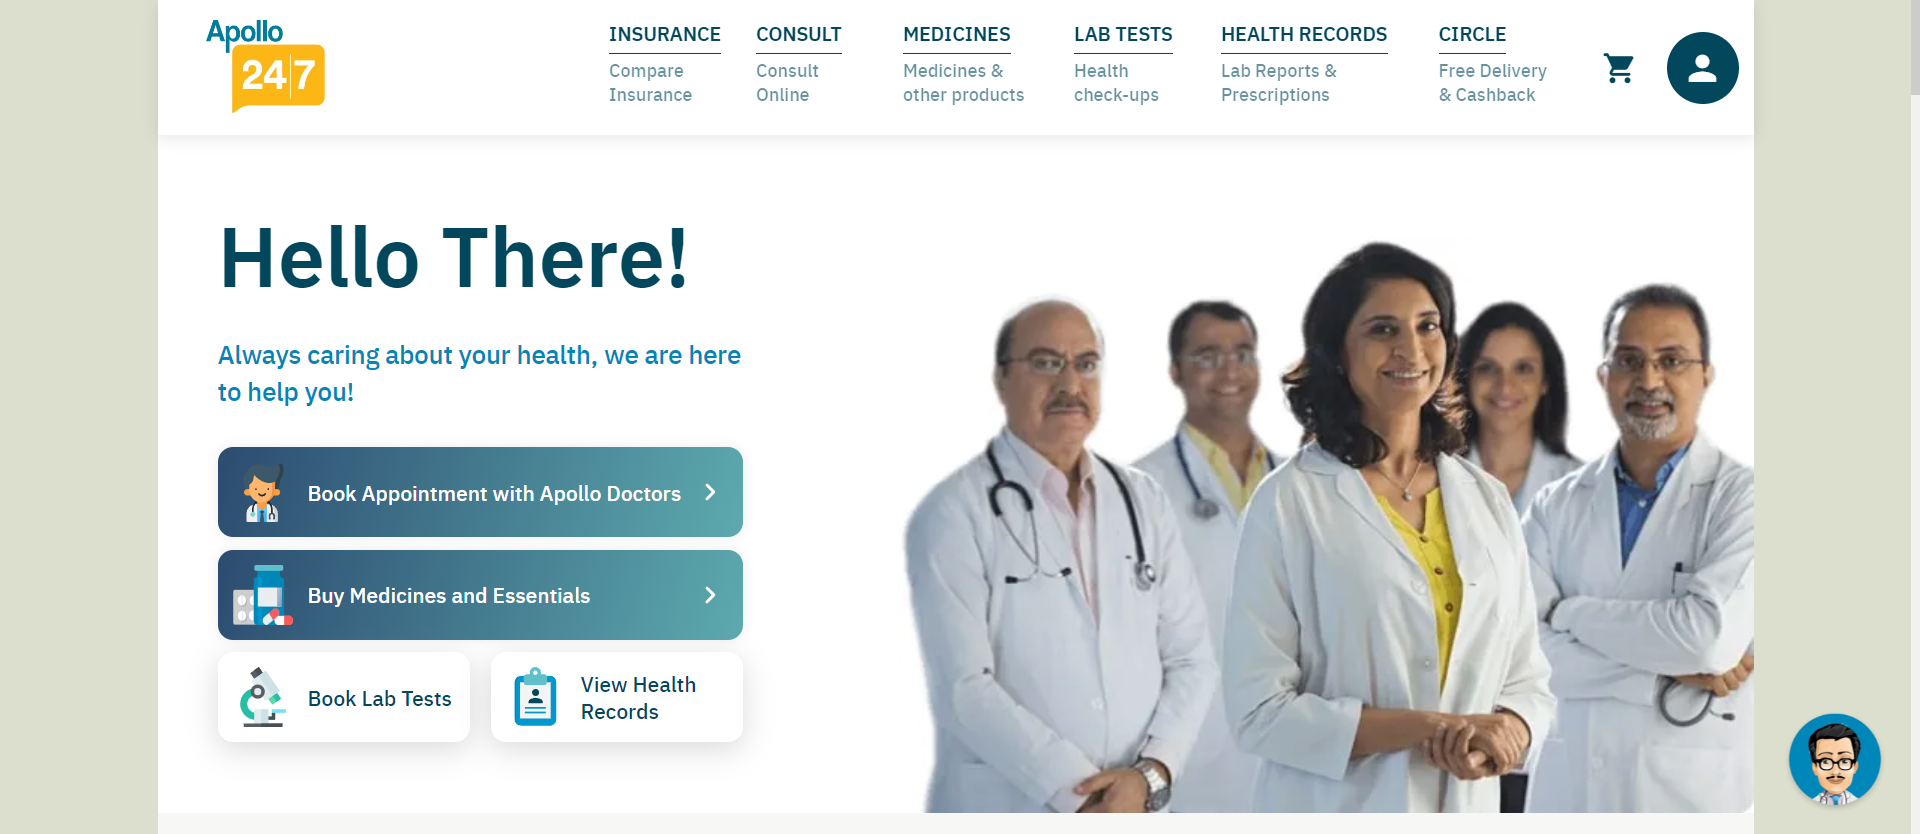 Apollo
24|7
INSURANCE
Compare
Insurance
CONSULT
Consult
Online
MEDICINES
Medicines &
other products
LAB TESTS
Health
check-ups
HEALTH RECORDS
Lab Reports &
Prescriptions
CIRCLE
Free Delivery
& Cashback
Hello There!
Always caring about your health, we are here
to help you!
Book Appointment with Apollo Doctors
Buy Medicines and Essentials
Book Lab Tests
View Health
Records